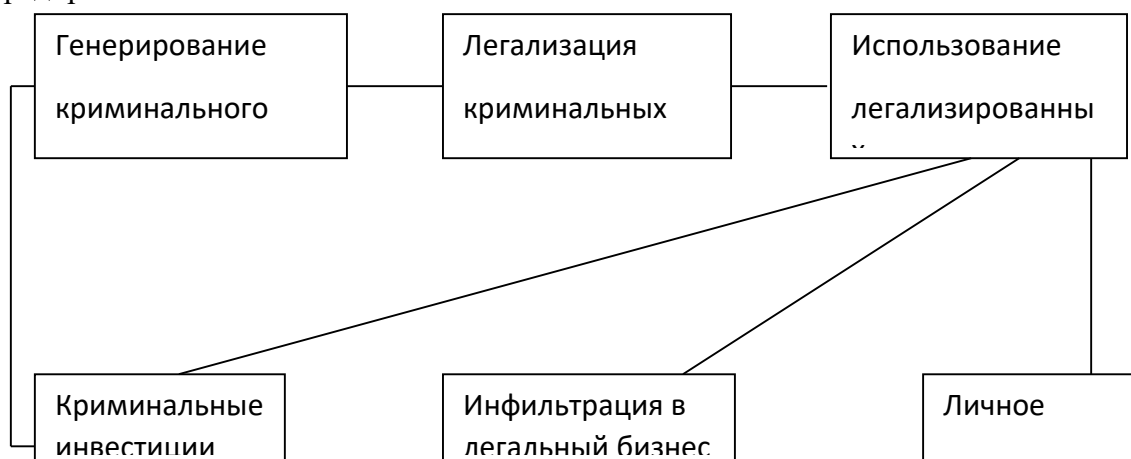 Генерирование
криминального
Легализация
криминальных
Использование
легализированны
Криминальные
инвестиции
Инфильтрация в
легальный бизнес
Личное